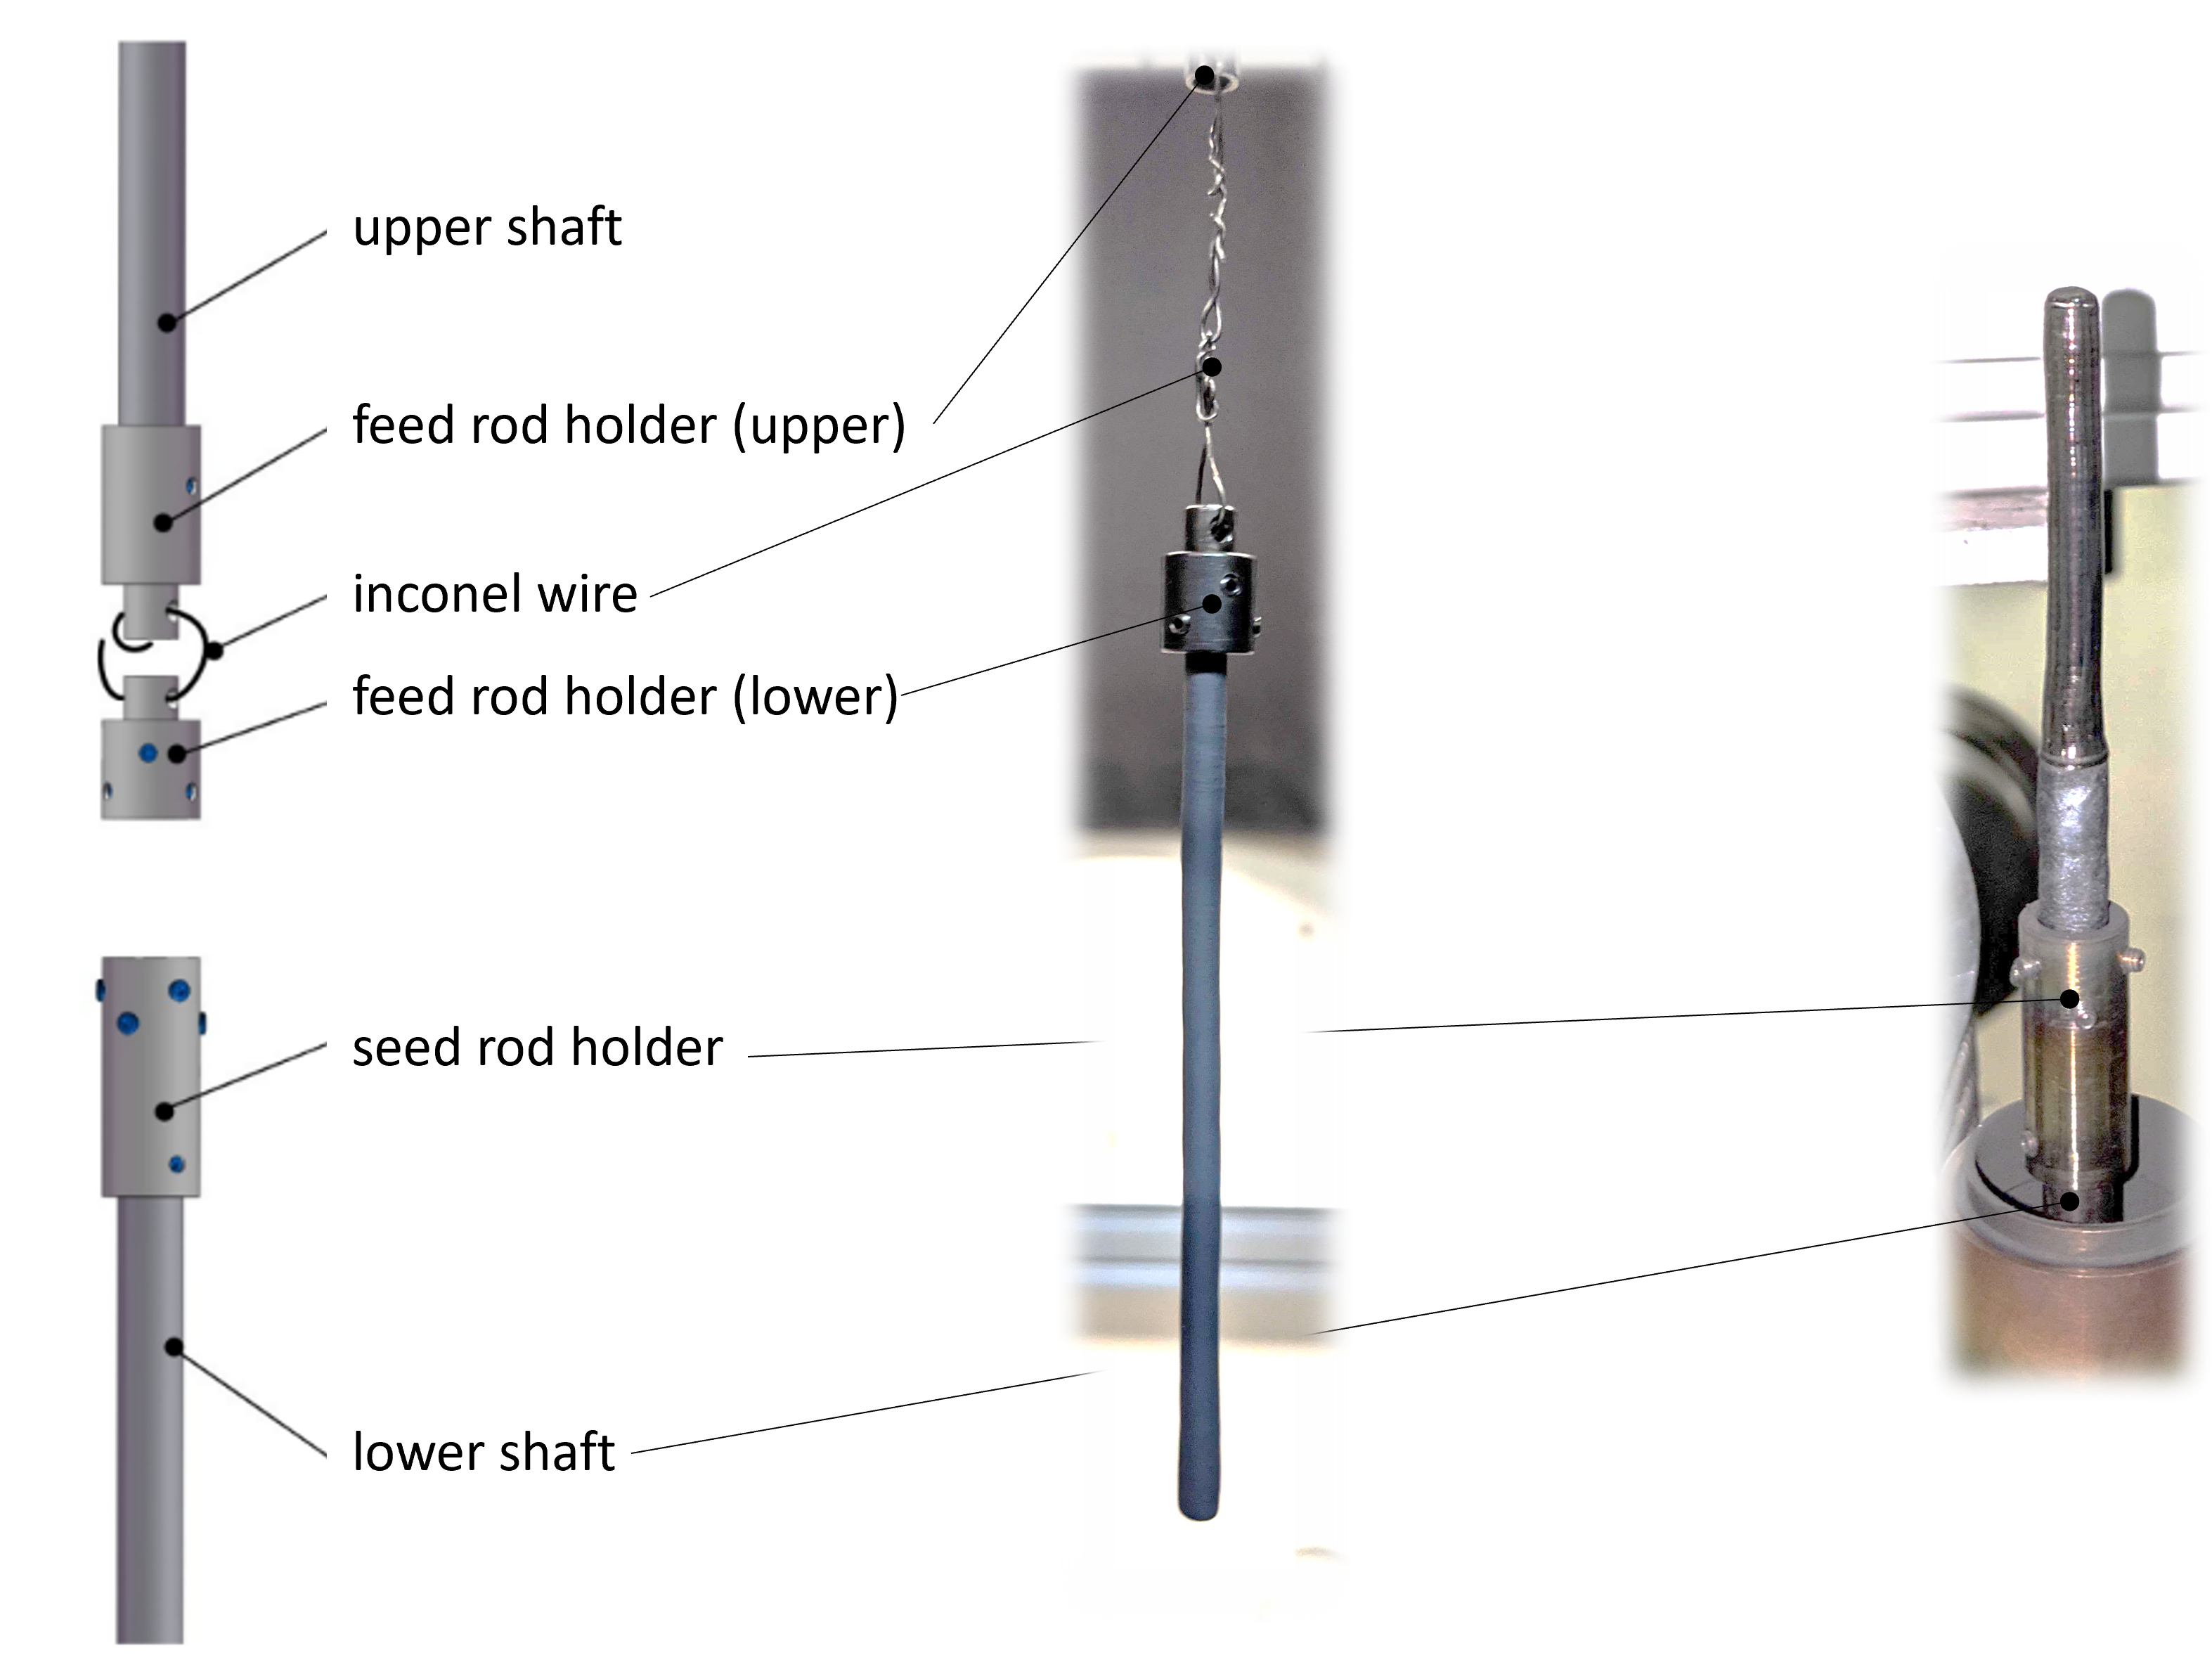 upper shaft
feed rod holder (upper)
inconel wire
feed rod holder (lower)
seed rod holder
lower shaft